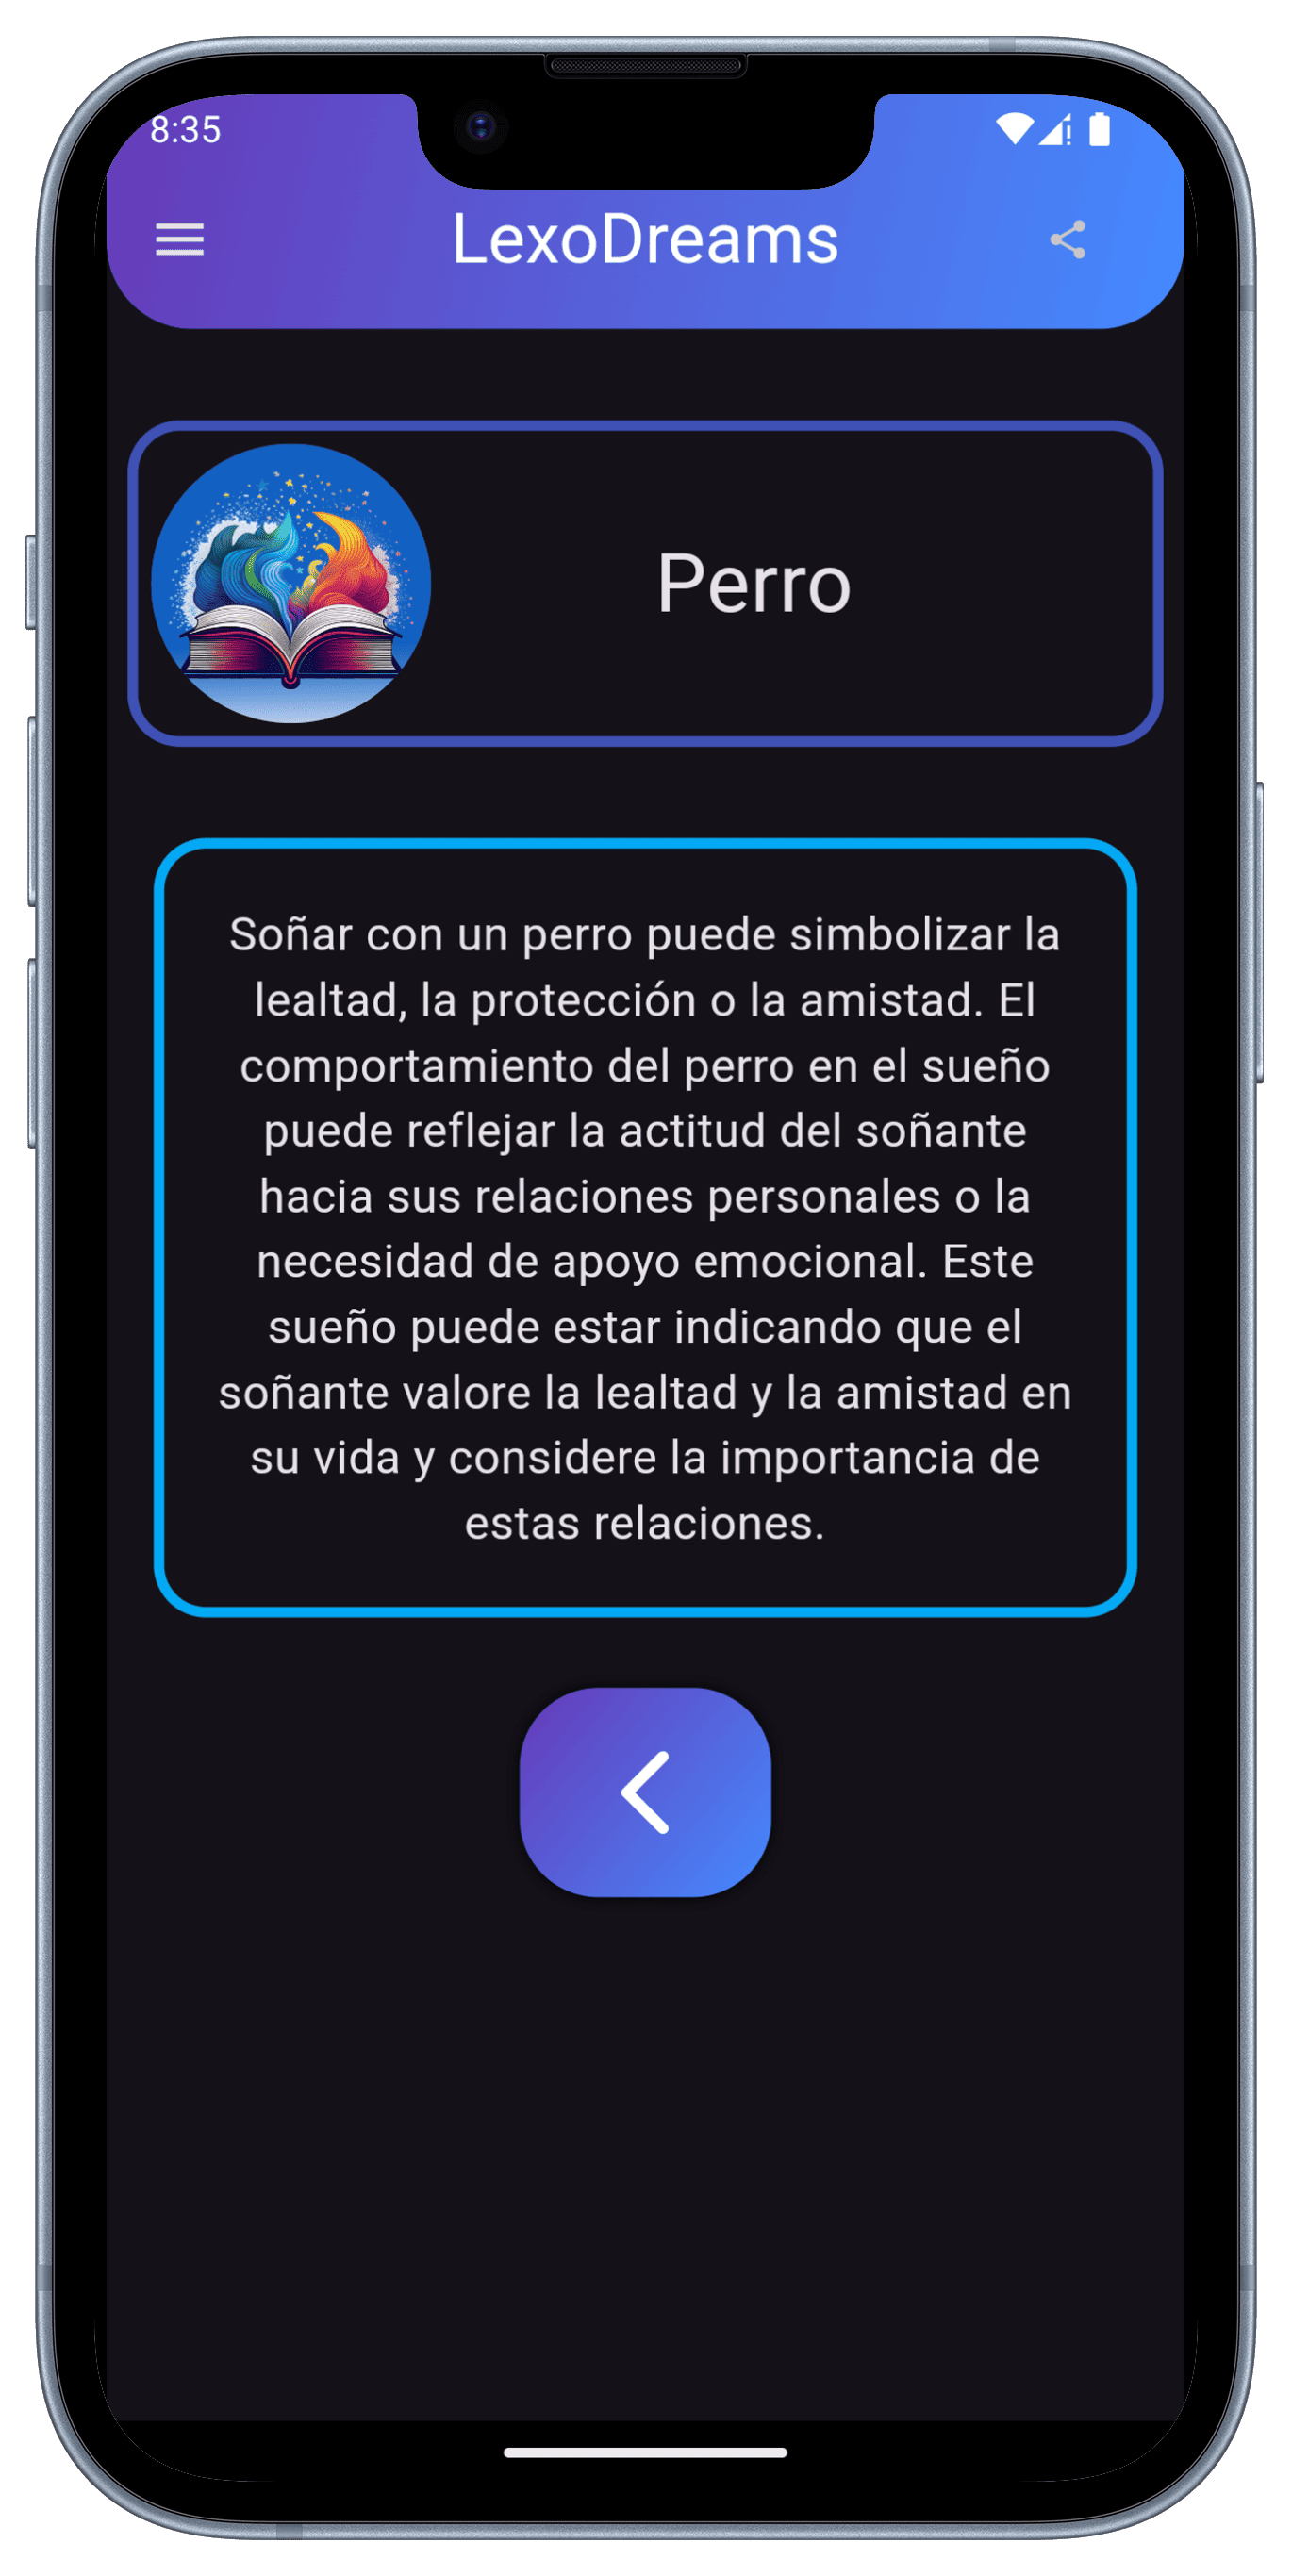 8:35
LexoDreams
Perro
Soñar con un perro puede simbolizar la
lealtad, la protección o la amistad. El
comportamiento del perro en el sueño
puede reflejar la actitud del soñante
hacia sus relaciones personales o la
necesidad de apoyo emocional. Este
sueño puede estar indicando que el
soñante valore la lealtad y la amistad en
su vida y considere la importancia de
estas relaciones.